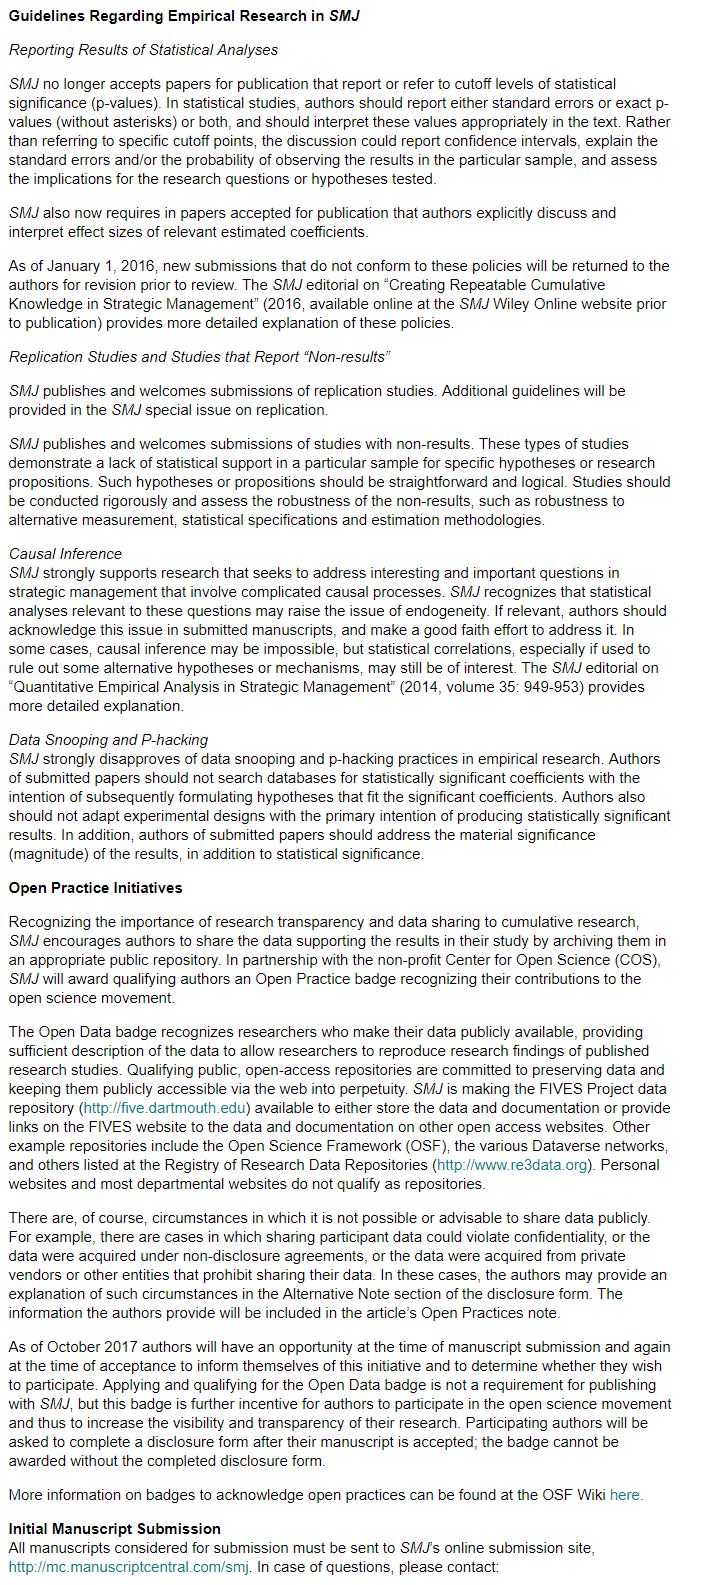 Guidelines Regarding Empirical Research in SMJ
Reporting Results of Statistical Analyses
SMJ no longer accepts papers for publication that report or refer to cutoff levels of statistical
significance (p-values). In statistical studies, authors should report either standard errors or exact p-
values (without asterisks) or both, and should interpret these values appropriately in the text. Rather
than referring to specific cutoff points, the discussion could report confidence intervals, explain the
standard errors and/or the probability of observing the results in the particular sample, and assess
the implications for the research questions or hypotheses tested.
SMJ also now requires in papers accepted for publication that authors explicitly discuss and
interpret effect sizes of relevant estimated coefficients.
As of January 1, 2016, new submissions that do not conform to these policies will be returned to the
authors for revision prior to review. The SMJ editorial on “Creating Repeatable Cumulative
Knowledge in Strategic Management” (2016, available online at the SMJ Wiley Online website prior
to publication) provides more detailed explanation of these policies.
Replication Studies and Studies that Report “Non-results”
SMJ publishes and welcomes submissions of replication studies. Additional guidelines will be
provided in the SMJ special issue on replication.
SMJ publishes and welcomes submissions of studies with non-results. These types of studies
demonstrate a lack of statistical support in a particular sample for specific hypotheses or research
propositions. Such hypotheses or propositions should be straightforward and logical. Studies should
be conducted rigorously and assess the robustness of the non-results, such as robustness to
alternative measurement, statistical specifications and estimation methodologies.
Causal Inference
SMJ strongly supports research that seeks to address interesting and important questions in
strategic management that involve complicated causal processes. SMJ recognizes that statistical
analyses relevant to these questions may raise the issue of endogeneity. If relevant, authors should
acknowledge this issue in submitted manuscripts, and make a good faith effort to address it. In
some cases, causal inference may be impossible, but statistical correlations, especially if used to
rule out some alternative hypotheses or mechanisms, may still be of interest. The SMJ editorial on
“Quantitative Empirical Analysis in Strategic Management” (2014, volume 35: 949-953) provides
more detailed explanation.
Data Snooping and P-hacking
SMJ strongly disapproves of data snooping and p-hacking practices in empirical research. Authors
of submitted papers should not search databases for statistically significant coefficients with the
intention of subsequently formulating hypotheses that fit the significant coefficients. Authors also
should not adapt experimental designs with the primary intention of producing statistically significant
results. In addition, authors of submitted papers should address the material significance
(magnitude) of the results, in addition to statistical significance.
Open Practice Initiatives
Recognizing the importance of research transparency and data sharing to cumulative research,
SMJ encourages authors to share the data supporting the results in their study by archiving them in
an appropriate public repository. In partnership with the non-profit Center for Open Science (COS),
SMJ will award qualifying authors an Open Practice badge recognizing their contributions to the
open science movement.
The Open Data badge recognizes researchers who make their data publicly available, providing
sufficient description of the data to allow researchers to reproduce research findings of published
research studies. Qualifying public, open-access repositories are committed to preserving data and
keeping them publicly accessible via the web into perpetuity. SMJ is making the FIVES Project data
repository (http://five.dartmouth.edu) available to either store the data and documentation or provide
links on the FIVES website to the data and documentation on other open access websites. Other
example repositories include the Open Science Framework (OSF), the various Dataverse networks,
and others listed at the Registry of Research Data Repositories (http://www.re3data.org). Personal
websites and most departmental websites do not qualify as repositories.
There are, of course, circumstances in which it is not possible or advisable to share data publicly.
For example, there are cases in which sharing participant data could violate confidentiality, or the
data were acquired under non-disclosure agreements, or the data were acquired from private
vendors or other entities that prohibit sharing their data. In these cases, the authors may provide an
explanation of such circumstances in the Alternative Note section of the disclosure form. The
information the authors provide will be included in the article’s Open Practices note.
As of October 2017 authors will have an opportunity at the time of manuscript submission and again
at the time of acceptance to inform themselves of this initiative and to determine whether they wish
to participate. Applying and qualifying for the Open Data badge is not a requirement for publishing
with SMJ, but this badge is further incentive for authors to participate in the open science movement
and thus to increase the visibility and transparency of their research. Participating authors will be
asked to complete a disclosure form after their manuscript is accepted; the badge cannot be
awarded without the completed disclosure form.
More information on badges to acknowledge open practices can be found at the OSF Wiki here.
Initial Manuscript Submission
All manuscripts considered for submission must be sent to SMJ's online submission site,
http://mc.manuscriptcentral.com/smj. In case of questions, please contact: